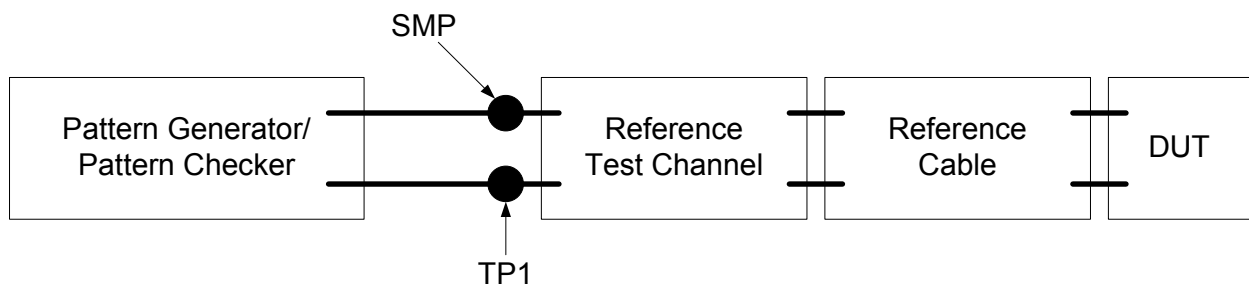 SMP
Pattern Generator/
Pattern Checker
Reference
Test Channel
Reference
Cable
DUT
TP1